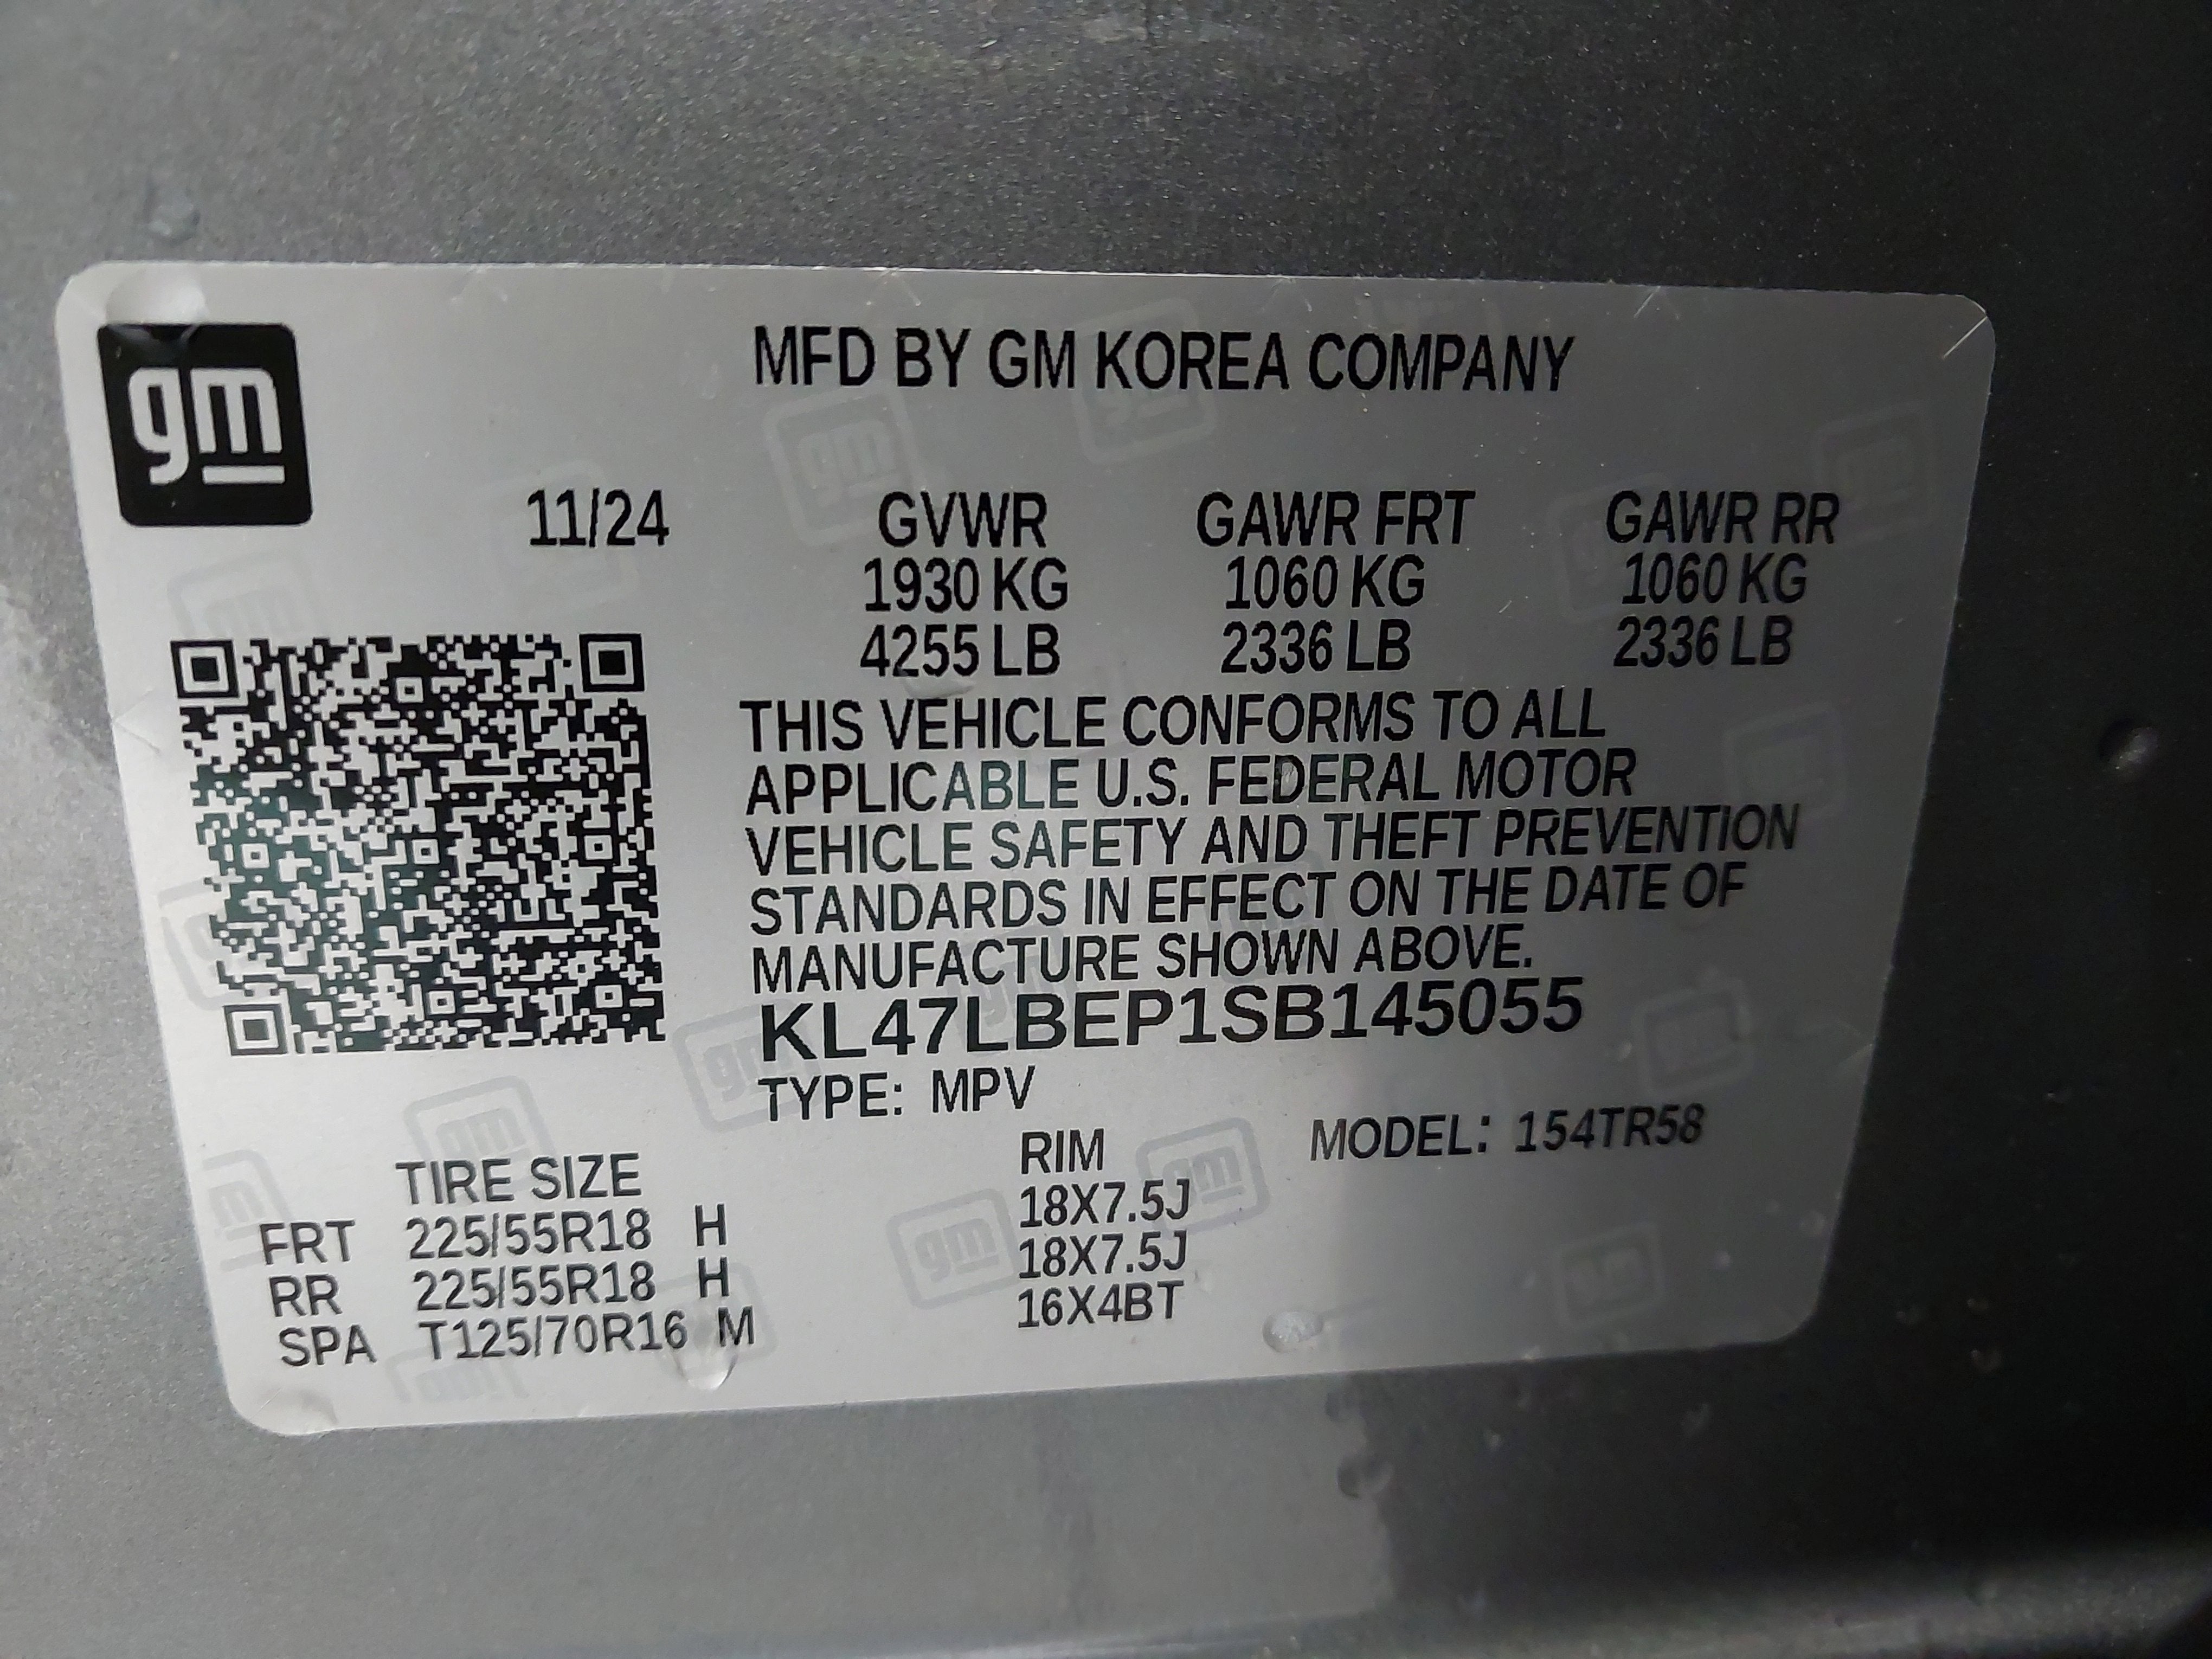 gm
MFD BY GM KOREA COMPANY
11/24 GVWR GAWR FRT GAWR RR
1930 KG 1060 KG 1060 KG
4255 LB 2336 LB 2336 LB
THIS VEHICLE CONFORMS TO ALL
APPLICABLE U.S. FEDERAL MOTOR
VEHICLE SAFETY AND THEFT PREVENTION
STANDARDS IN EFFECT ON THE DATE OF
MANUFACTURE SHOWN ABOVE.
KL47LBEP1SB145055
TYPE: MPV
MODEL: 154TR58
TIRE SIZE RIM
FRT 225/55R18 H 18X7.5J
RR 225/55R18 H 18X7.5J
SPA T125/70R16 M 16X4BT